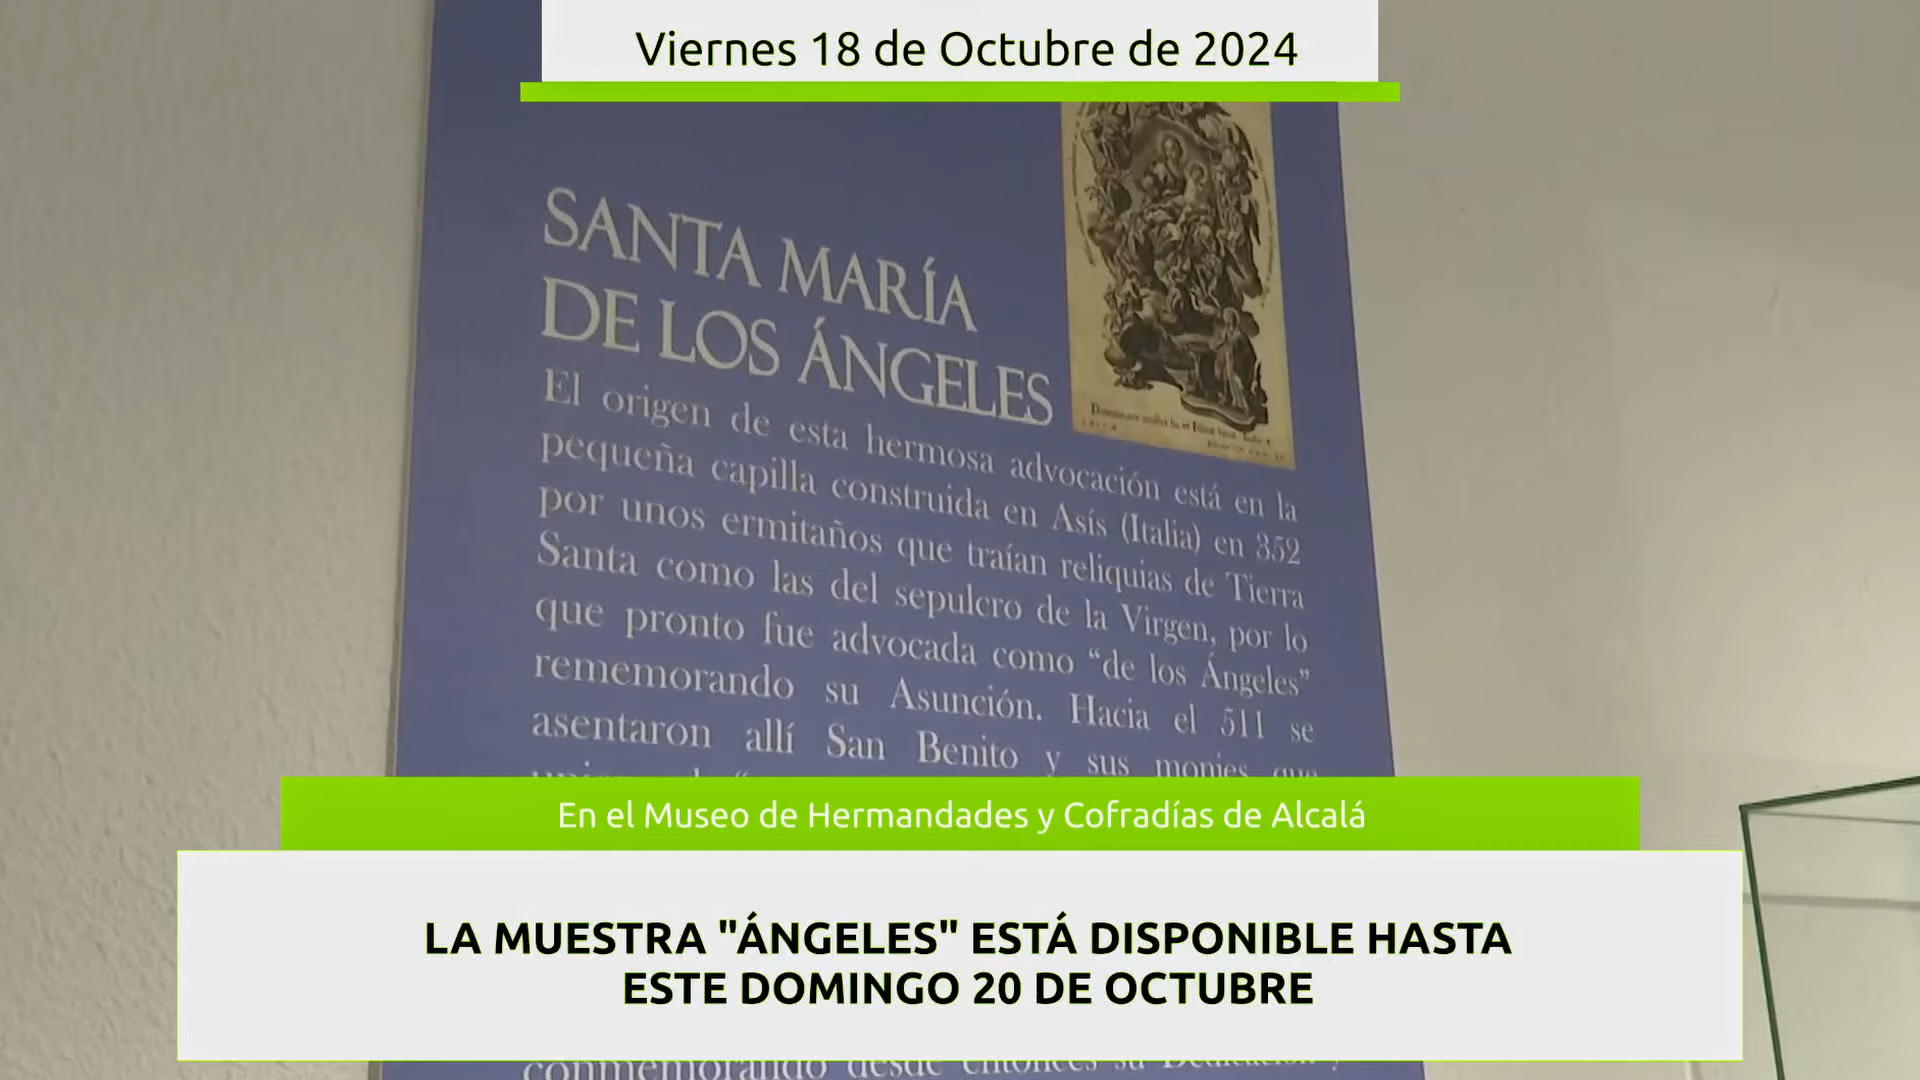 Viernes 18 de Octubre de 2024
SANTA MARÍA
DE LOS ÁNGELES
El origen de esta hermosa advocación está en la
pequeña capilla construida en Asís (Italia) en 352
por unos ermitaños que traían reliquias de Tierra
Santa como las del sepulcro de la Virgen, por lo
que pronto fue advocada como “de los Ángeles”
rememorando su Asunción. Hacia el 511 se
asentaron allí San Benito y sus monjes que
En el Museo de Hermandades y Cofradías de Alcalá
LA MUESTRA "ÁNGELES" ESTÁ DISPONIBLE HASTA
ESTE DOMINGO 20 DE OCTUBRE
conmemorando desde entonces su Dedicación y